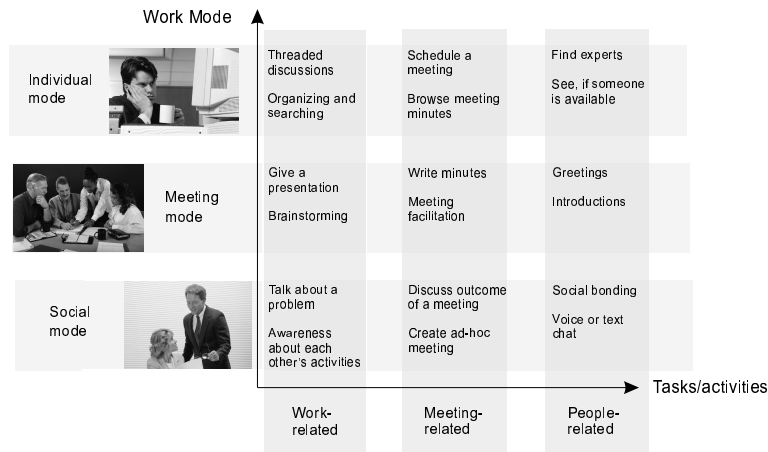 Work Mode
Individual
mode
Threaded
discussions
Organizing and
searching
Schedule a
meeting
Browse meeting
minutes
Find experts
See, if someone
is available
Meeting
mode
Give a
presentation
Brainstorming
Write minutes
Meeting
facilitation
Greetings
Introductions
Social
mode
Talk about a
problem
Awareness
about each
other's activities
Discuss outcome
of a meeting
Create ad-hoc
meeting
Social bonding
Voice or text
chat
Tasks/activities
Work-
related
Meeting-
related
People-
related